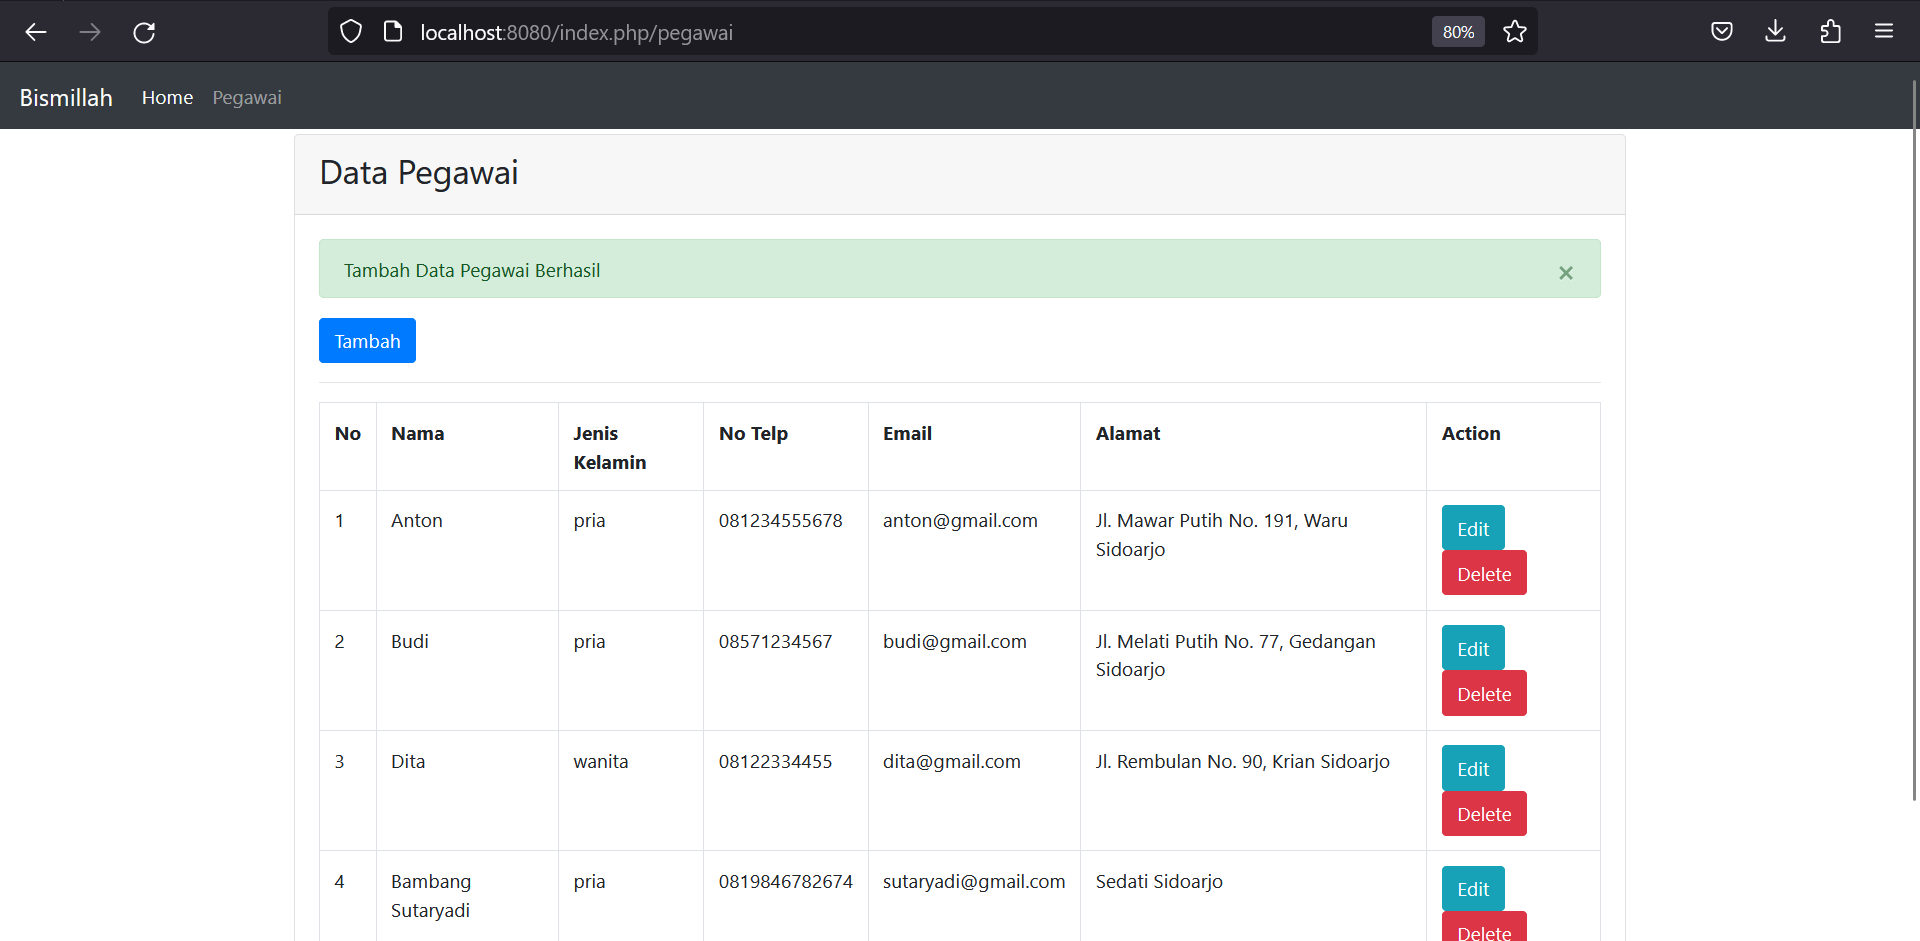 localhost:8080/index.php/pegawai
80%
Bismillah Home Pegawai
Data Pegawai
Tambah Data Pegawai Berhasil ×
Tambah
No Nama Jenis Kelamin No Telp Email Alamat Action
1 Anton pria 081234555678 anton@gmail.com Jl. Mawar Putih No. 191, Waru Sidoarjo Edit Delete
2 Budi pria 08571234567 budi@gmail.com Jl. Melati Putih No. 77, Gedangan Sidoarjo Edit Delete
3 Dita wanita 08122334455 dita@gmail.com Jl. Rembulan No. 90, Krian Sidoarjo Edit Delete
4 Bambang Sutaryadi pria 0819846782674 sutaryadi@gmail.com Sedati Sidoarjo Edit Delete